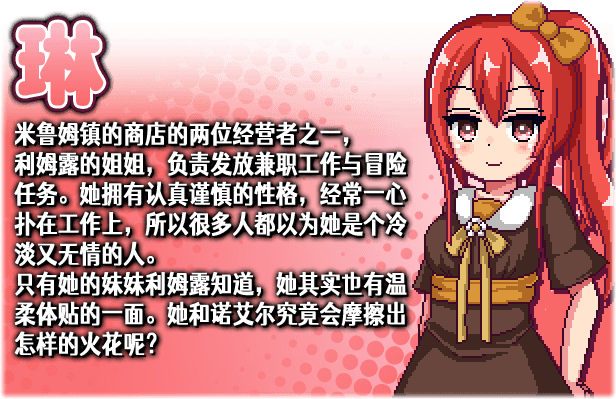 琳
米鲁姆镇的商店的两位经营者之一，
利姆露的姐姐，负责发放兼职工作与冒险
任务。她拥有认真谨慎的性格，经常一心
扑在工作上，所以很多人都以为她是个冷
淡又无情的人。
只有她的妹妹利姆露知道，她其实也有温
柔体贴的一面。她和诺艾尔究竟会摩擦出
怎样的火花呢？